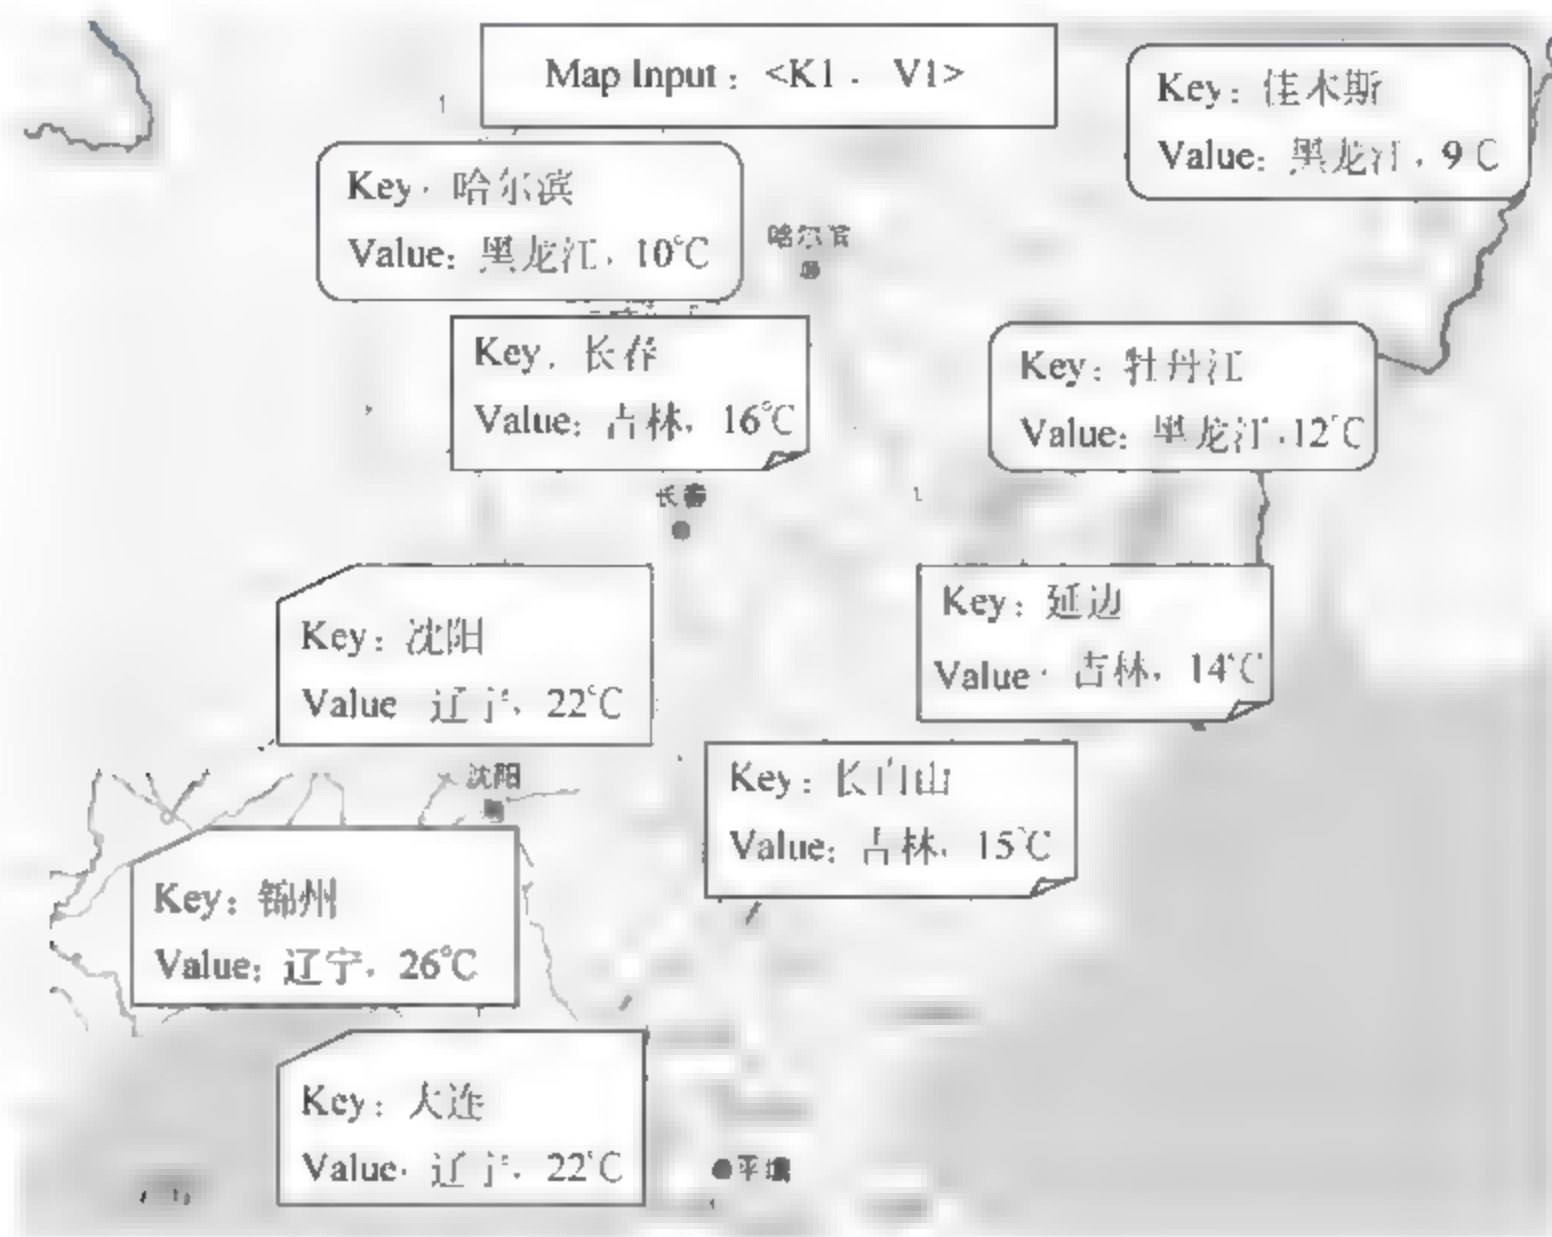 Map Input: <K1, V1>
Key: 佳木斯
Value: 黑龙江, 9℃
Key: 哈尔滨
Value: 黑龙江, 10℃
哈尔滨
Key: 长春
Value: 吉林, 16℃
Key: 牡丹江
Value: 黑龙江, 12℃
长春
Key: 沈阳
Value: 辽宁, 22℃
Key: 延边
Value: 吉林, 14℃
沈阳
Key: 长白山
Value: 吉林, 15℃
Key: 锦州
Value: 辽宁, 26℃
Key: 大连
Value: 辽宁, 22℃
平壤